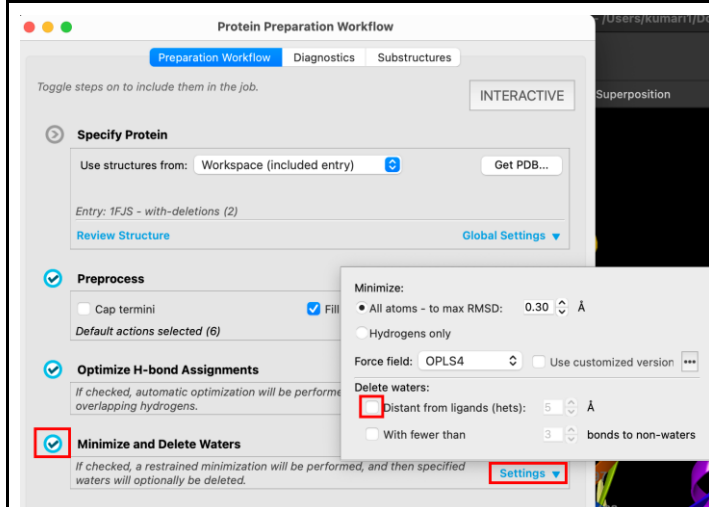 Protein Preparation Workflow
- /Users/kumari1/Do
Preparation Workflow Diagnostics Substructures
Toggle steps on to include them in the job.
INTERACTIVE
Superposition
Specify Protein
Use structures from: Workspace (included entry) Get PDB...
Entry: 1FJS - with-deletions (2)
Review Structure Global Settings ▼
Preprocess
Cap termini Fill
Default actions selected (6)
Optimize H-bond Assignments
If checked, automatic optimization will be performe
overlapping hydrogens.
Minimize and Delete Waters
If checked, a restrained minimization will be performed, and then specified
waters will optionally be deleted.
Settings ▼
Minimize:
All atoms - to max RMSD: 0.30 Å
Hydrogens only
Force field: OPLS4 Use customized version •••
Delete waters:
Distant from ligands (hets): 5 Å
With fewer than 3 bonds to non-waters